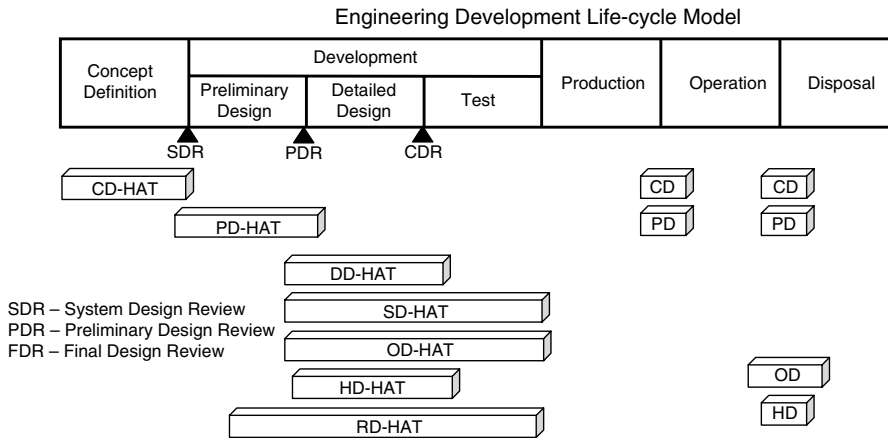 Engineering Development Life-cycle Model
Concept
Definition
Development
Preliminary
Design
Detailed
Design
Test
Production
Operation
Disposal
SDR
PDR
CDR
CD-HAT
CD
CD
PD-HAT
PD
PD
DD-HAT
SDR – System Design Review
SD-HAT
PDR – Preliminary Design Review
FDR – Final Design Review
OD-HAT
OD
HD-HAT
HD
RD-HAT